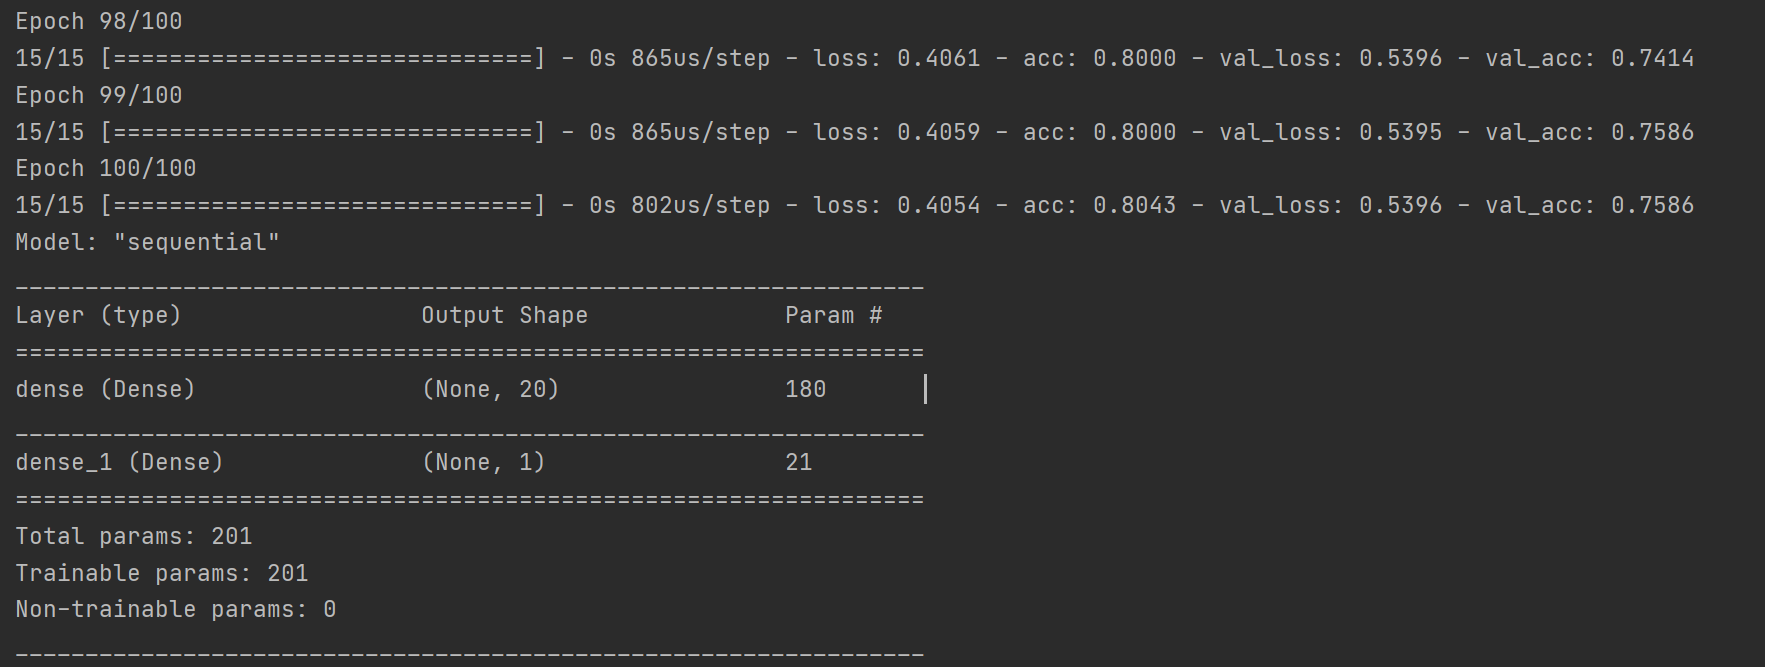 Epoch 98/100
15/15 [==============================] - 0s 865us/step - loss: 0.4061 - acc: 0.8000 - val_loss: 0.5396 - val_acc: 0.7414
Epoch 99/100
15/15 [==============================] - 0s 865us/step - loss: 0.4059 - acc: 0.8000 - val_loss: 0.5395 - val_acc: 0.7586
Epoch 100/100
15/15 [==============================] - 0s 802us/step - loss: 0.4054 - acc: 0.8043 - val_loss: 0.5396 - val_acc: 0.7586
Model: "sequential"
_________________________________________________________________
Layer (type)                 Output Shape              Param #
=================================================================
dense (Dense)                (None, 20)                180
_________________________________________________________________
dense_1 (Dense)              (None, 1)                 21
=================================================================
Total params: 201
Trainable params: 201
Non-trainable params: 0
_________________________________________________________________